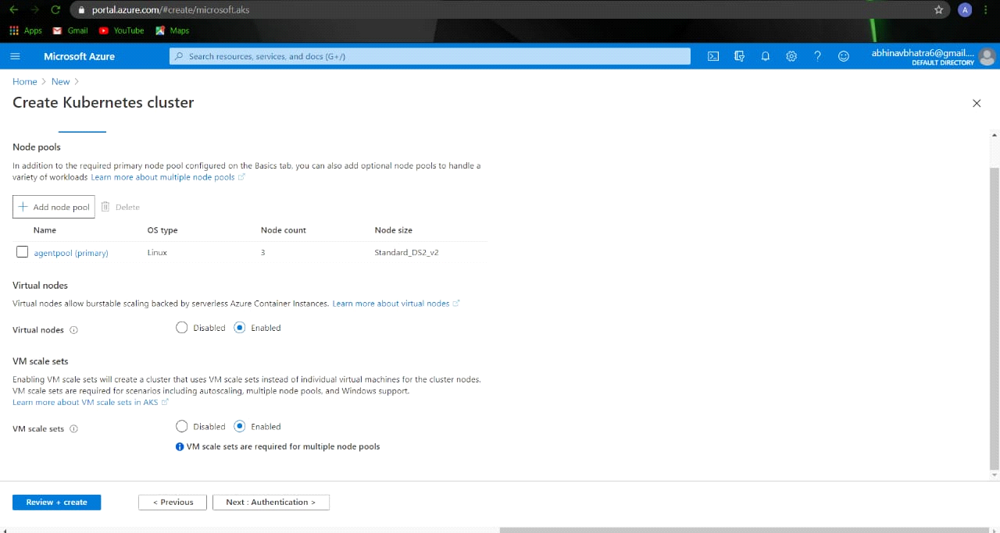 portal.azure.com/#create/microsoft.aks
A
Apps Gmail YouTube Maps
Microsoft Azure
Search resources, services, and docs (G+/)
abhinavbhatra6@gmail....
DEFAULT DIRECTORY
Home > New >
Create Kubernetes cluster
Node pools
In addition to the required primary node pool configured on the Basics tab, you can also add optional node pools to handle a
variety of workloads Learn more about multiple node pools
+ Add node pool Delete
Name OS type Node count Node size
agentpool (primary) Linux 3 Standard_DS2_v2
Virtual nodes
Virtual nodes allow burstable scaling backed by serverless Azure Container Instances. Learn more about virtual nodes
Virtual nodes Disabled Enabled
VM scale sets
Enabling VM scale sets will create a cluster that uses VM scale sets instead of individual virtual machines for the cluster nodes.
VM scale sets are required for scenarios including autoscaling, multiple node pools, and Windows support.
Learn more about VM scale sets in AKS
VM scale sets Disabled Enabled
VM scale sets are required for multiple node pools
Review + create < Previous Next : Authentication >